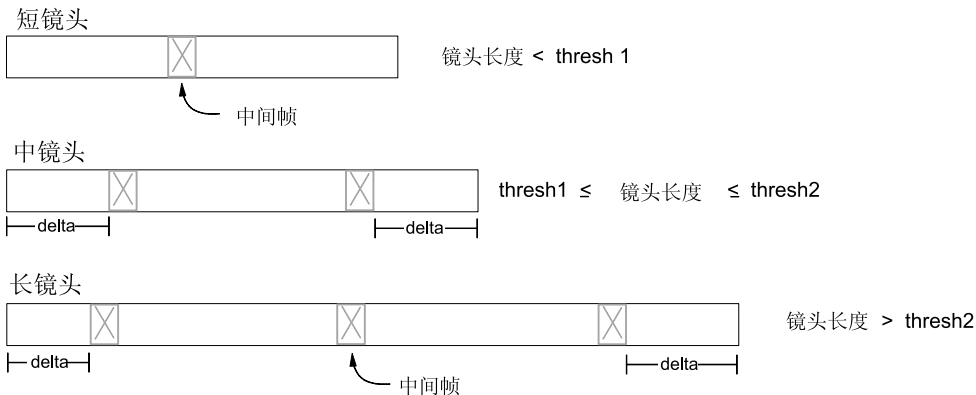 短镜头
镜头长度 < thresh 1
中间帧
中镜头
thresh1 ≤ 镜头长度 ≤ thresh2
delta
delta
长镜头
镜头长度 > thresh2
delta
delta
中间帧